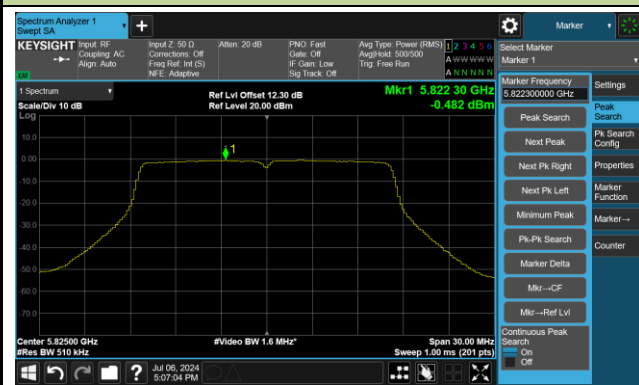 Spectrum Analyzer 1
Swept SA
+
Marker
KEYSIGHT
Input: RF
Coupling: AC
Align: Auto
Input Z: 50 Ω
Corrections: Off
Freq Ref: Int (S)
NFE: Adaptive
Atten: 20 dB
PNO: Fast
Gate: Off
IF Gain: Low
Sig Track: Off
Avg Type: Power (RMS)
Avg|Hold: 500/500
Trig: Free Run
1 2 3 4 5 6
A W W W W W
A N N N N N
Select Marker
Marker 1
LXI
1 Spectrum
Scale/Div 10 dB
Log
Ref Lvl Offset 12.30 dB
Ref Level 20.00 dBm
Mkr1 5.822 30 GHz
-0.482 dBm
10.0
0.00
-10.0
-20.0
-30.0
-40.0
-50.0
-60.0
-70.0
1
Center 5.82500 GHz
#Res BW 510 kHz
#Video BW 1.6 MHz*
Span 30.00 MHz
Sweep 1.00 ms (201 pts)
Marker Frequency
5.822300000 GHz
Peak Search
Next Peak
Next Pk Right
Next Pk Left
Minimum Peak
Pk-Pk Search
Marker Delta
Mkr→CF
Mkr→Ref Lvl
Continuous Peak
Search
On
Off
Settings
Peak
Search
Pk Search
Config
Properties
Marker
Function
Marker→
Counter
?
Jul 06, 2024
5:07:04 PM